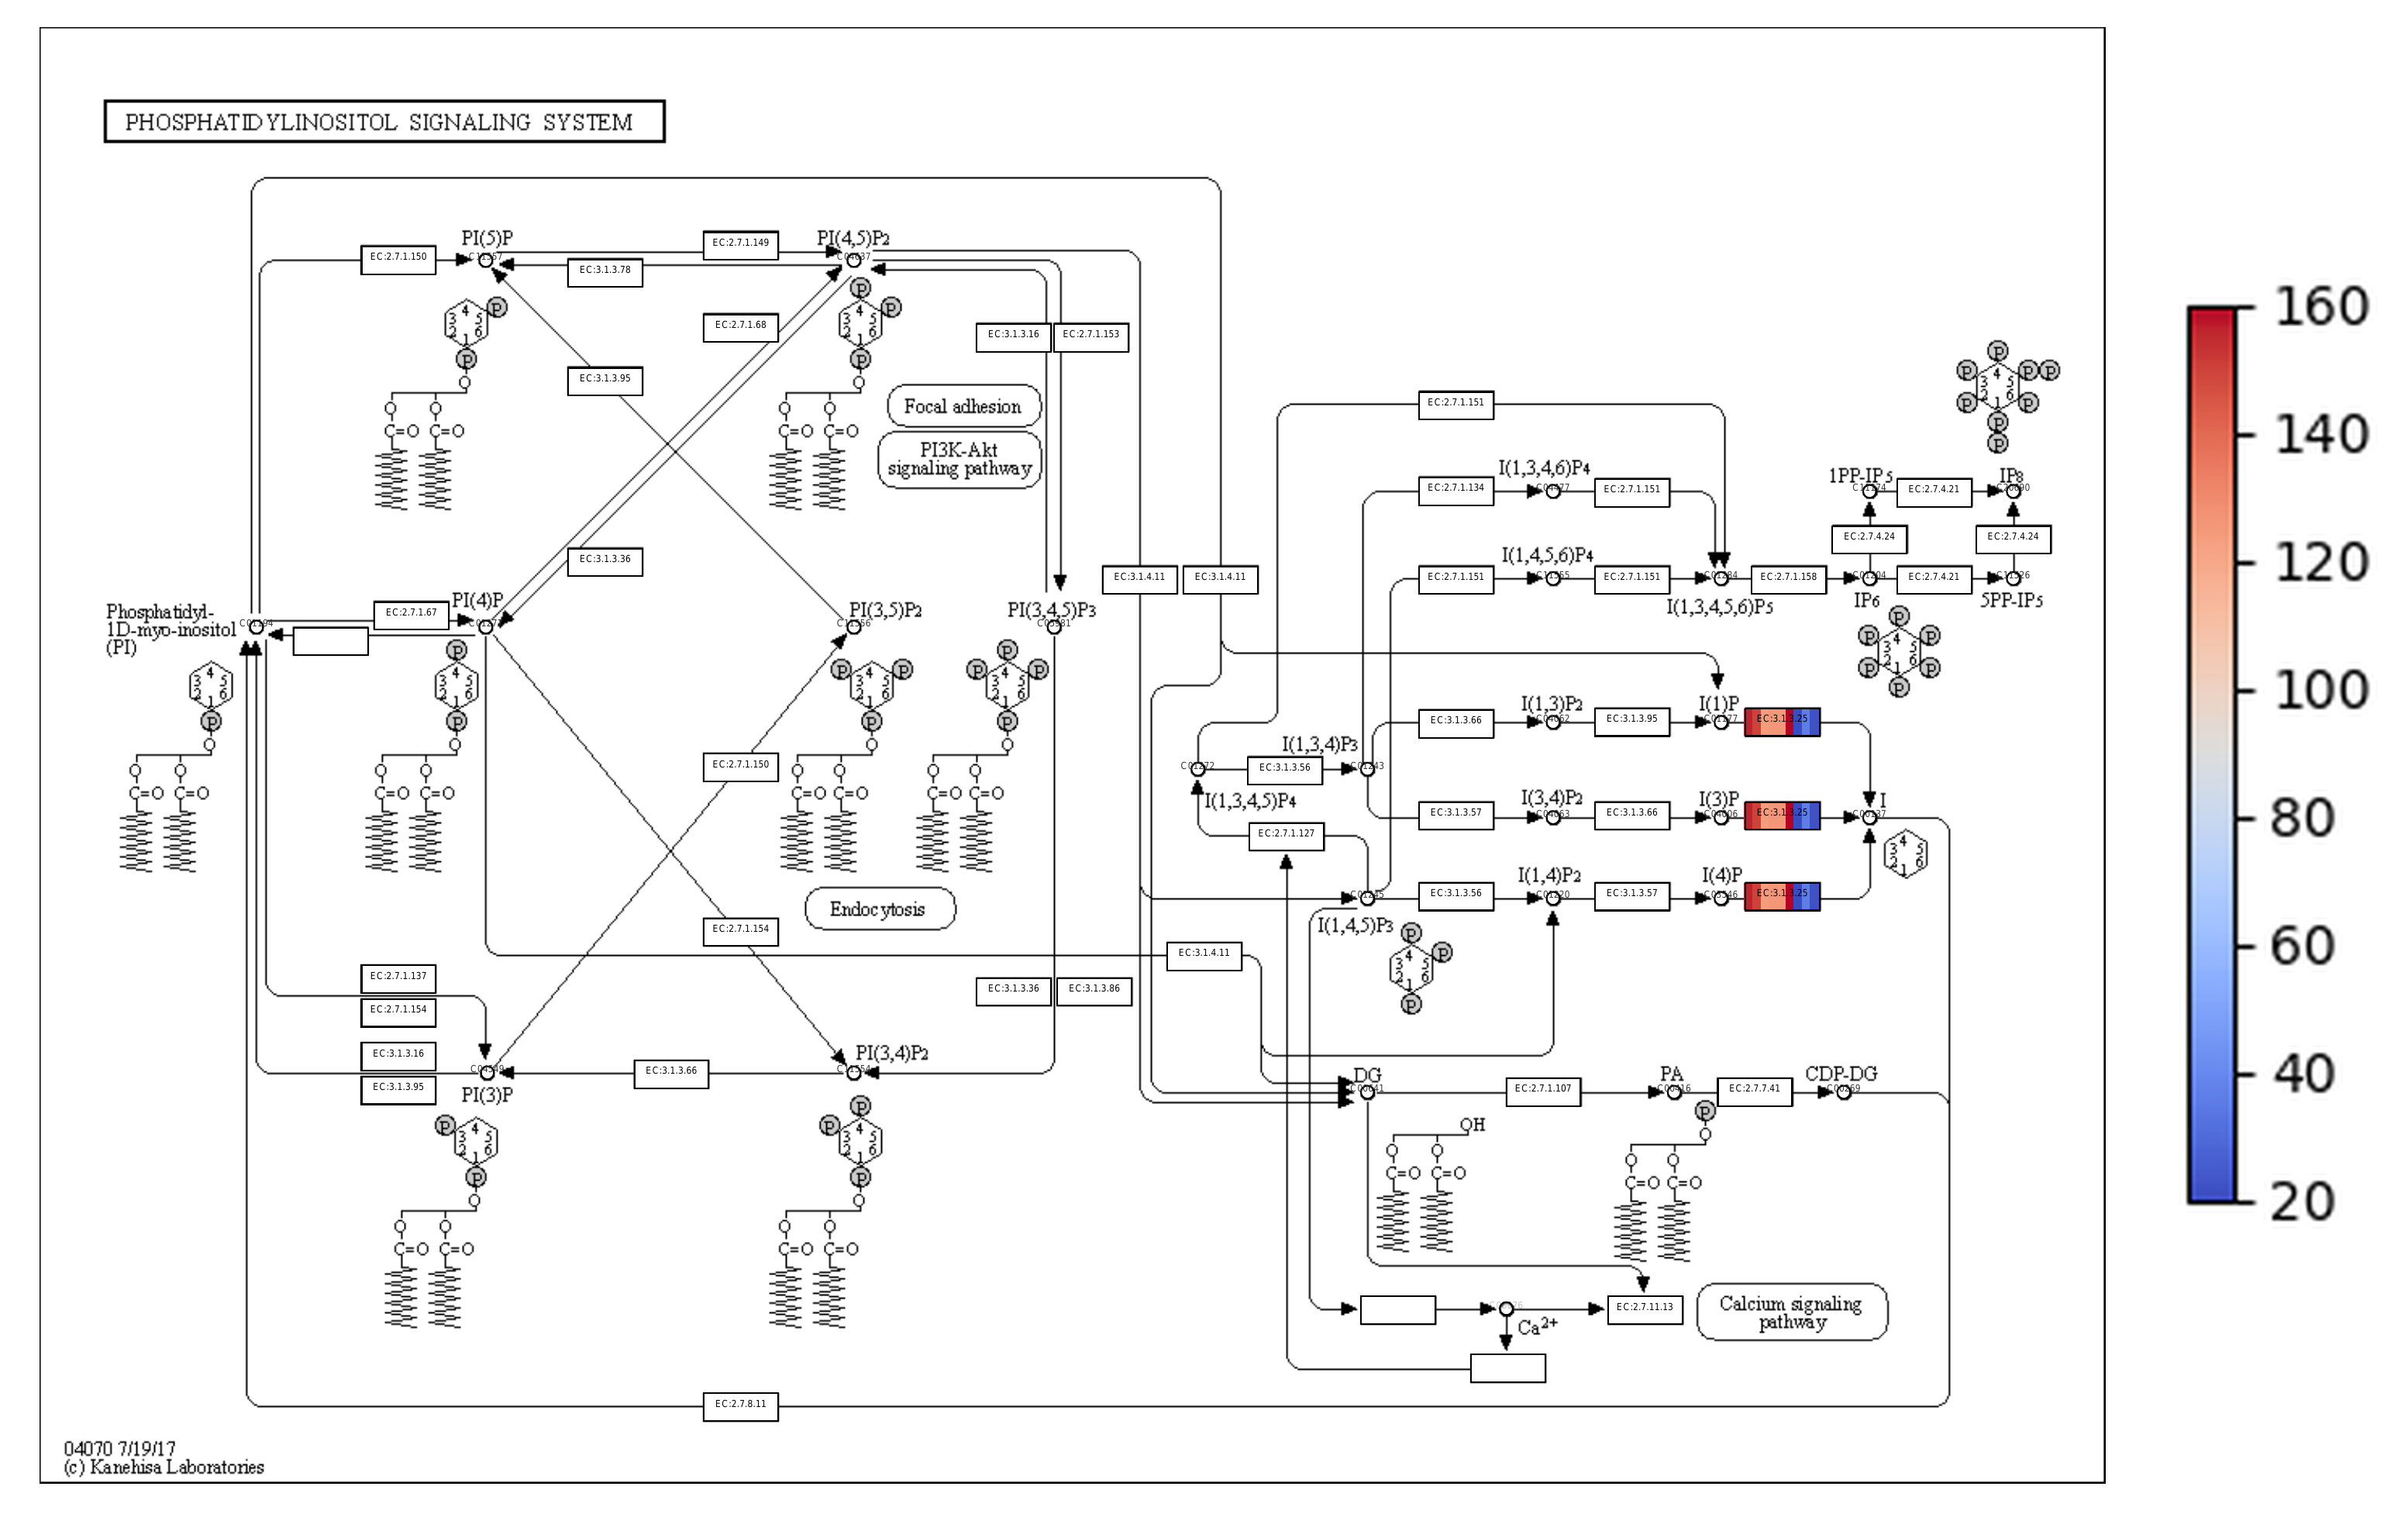 PHOSPHATIDYLINOSITOL SIGNALING SYSTEM
EC:2.7.1.150
PI(5)P
EC:2.7.1.149
EC:3.1.3.78
PI(4,5)P2
EC:2.7.1.68
EC:3.1.3.95
EC:3.1.3.16
EC:2.7.1.153
Focal adhesion
PI3K-Akt
signaling pathway
EC:3.1.3.36
Phosphatidyl-
1D-myo-inositol
(PI)
EC:2.7.1.67
PI(4)P
PI(3,5)P2
PI(3,4,5)P3
EC:3.1.4.11
EC:3.1.4.11
EC:2.7.1.150
EC:2.7.1.154
Endocytosis
EC:3.1.4.11
EC:2.7.1.137
EC:2.7.1.154
EC:3.1.3.16
EC:3.1.3.95
EC:3.1.3.36
EC:3.1.3.86
PI(3)P
EC:3.1.3.66
PI(3,4)P2
EC:2.7.1.151
EC:2.7.1.134
I(1,3,4,6)P4
EC:2.7.1.151
EC:2.7.1.151
I(1,4,5,6)P4
EC:2.7.1.151
I(1,3,4,5,6)P5
EC:2.7.1.158
IP6
1PP-IP5
EC:2.7.4.21
IP8
EC:2.7.4.24
EC:2.7.4.24
EC:2.7.4.21
5PP-IP5
I(1,3,4)P3
EC:3.1.3.56
I(1,3,4,5)P4
EC:2.7.1.127
EC:3.1.3.66
I(1,3)P2
EC:3.1.3.95
I(1)P
EC:3.1.3.25
EC:3.1.3.57
I(3,4)P2
EC:3.1.3.66
I(3)P
EC:3.1.3.25
I
I(1,4,5)P3
EC:3.1.3.56
I(1,4)P2
EC:3.1.3.57
I(4)P
EC:3.1.3.25
DG
EC:2.7.1.107
PA
EC:2.7.7.41
CDP-DG
OH
Ca2+
EC:2.7.11.13
Calcium signaling
pathway
EC:2.7.8.11
04070 7/19/17
(c) Kanehisa Laboratories
160
140
120
100
80
60
40
20